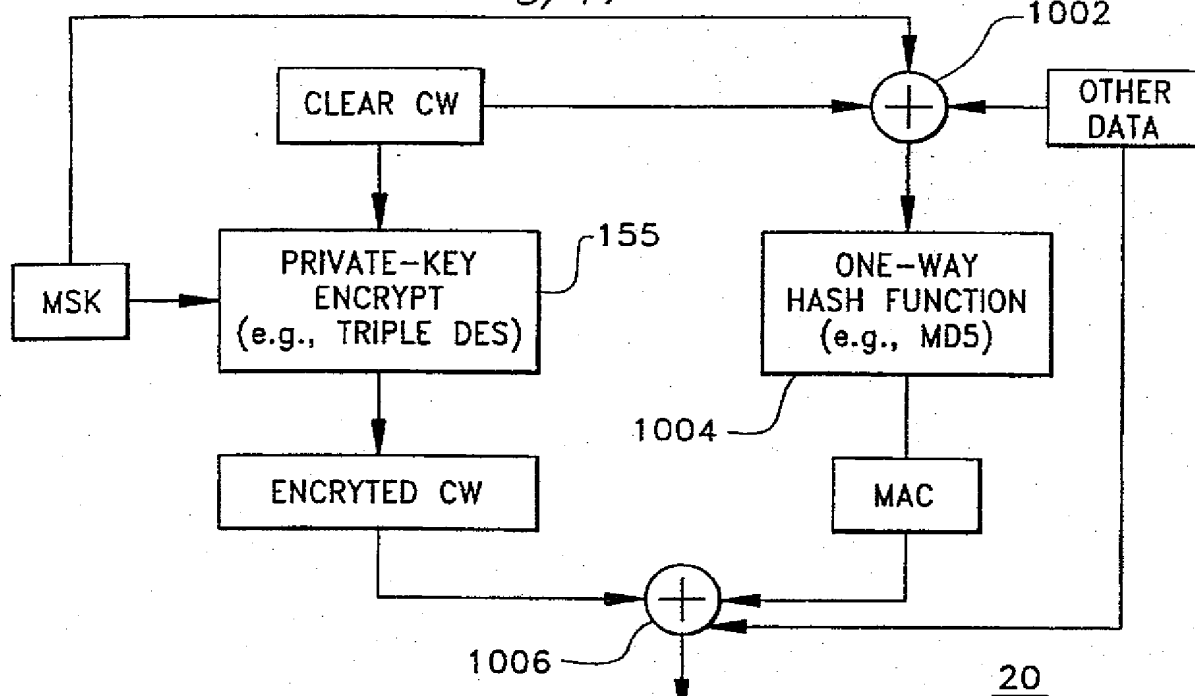 1002
CLEAR CW
OTHER
DATA
155
PRIVATE-KEY
ENCRYPT
(e.g., TRIPLE DES)
MSK
ONE-WAY
HASH FUNCTION
(e.g., MD5)
1004
ENCRYTED CW
MAC
1006
20